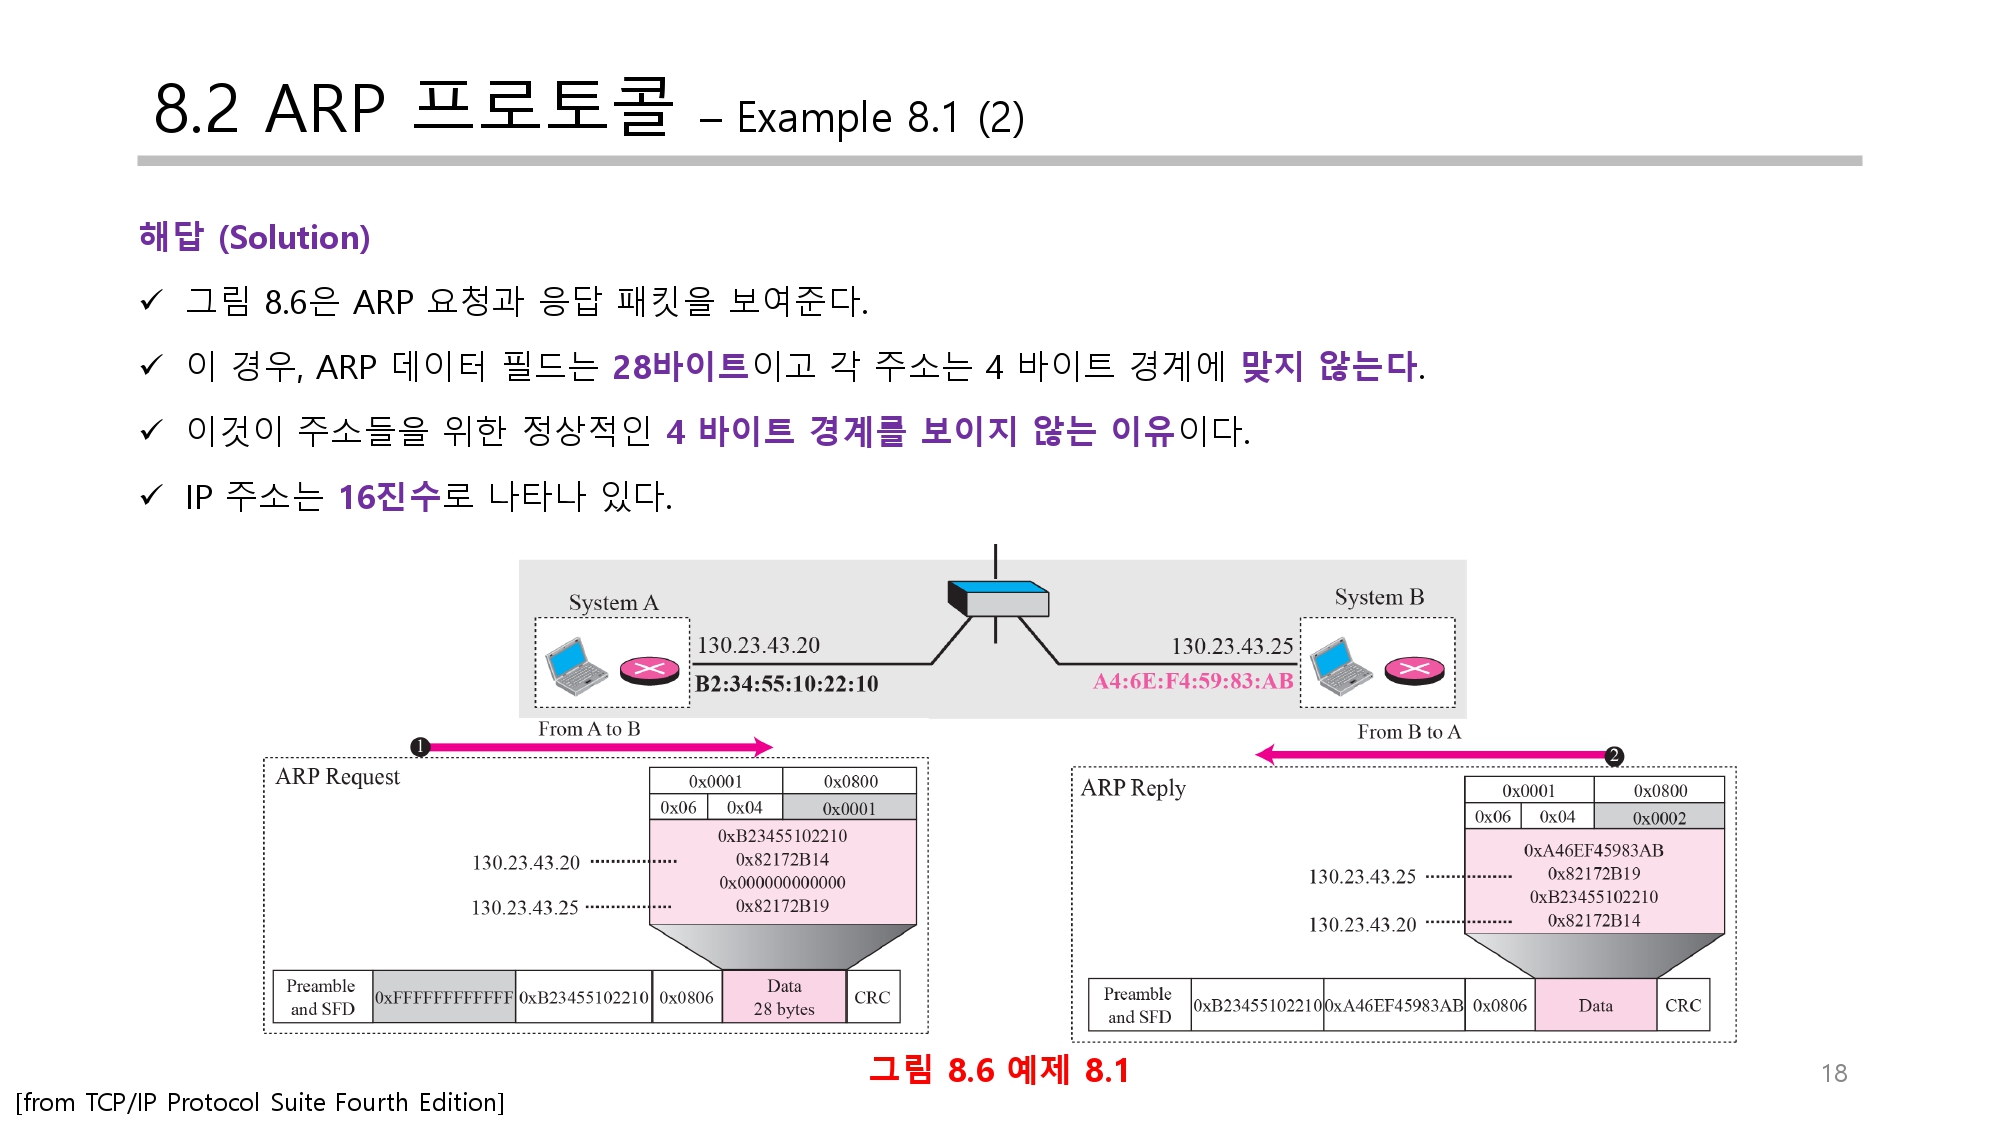 8.2 ARP 프로토콜 – Example 8.1 (2)
해답 (Solution)
✓ 그림 8.6은 ARP 요청과 응답 패킷을 보여준다.
✓ 이 경우, ARP 데이터 필드는 28바이트이고 각 주소는 4 바이트 경계에 맞지 않는다.
✓ 이것이 주소들을 위한 정상적인 4 바이트 경계를 보이지 않는 이유이다.
✓ IP 주소는 16진수로 나타나 있다.
System A
130.23.43.20
B2:34:55:10:22:10
System B
130.23.43.25
A4:6E:F4:59:83:AB
From A to B
1
ARP Request
0x0001 0x0800
0x06 0x04 0x0001
0xB23455102210
130.23.43.20 0x82172B14
0x000000000000
130.23.43.25 0x82172B19
Preamble and SFD 0xFFFFFFFFFFFF 0xB23455102210 0x0806 Data 28 bytes CRC
From B to A
2
ARP Reply
0x0001 0x0800
0x06 0x04 0x0002
0xA46EF45983AB
130.23.43.25 0x82172B19
0xB23455102210
130.23.43.20 0x82172B14
Preamble and SFD 0xB23455102210 0xA46EF45983AB 0x0806 Data CRC
그림 8.6 예제 8.1
18
[from TCP/IP Protocol Suite Fourth Edition]